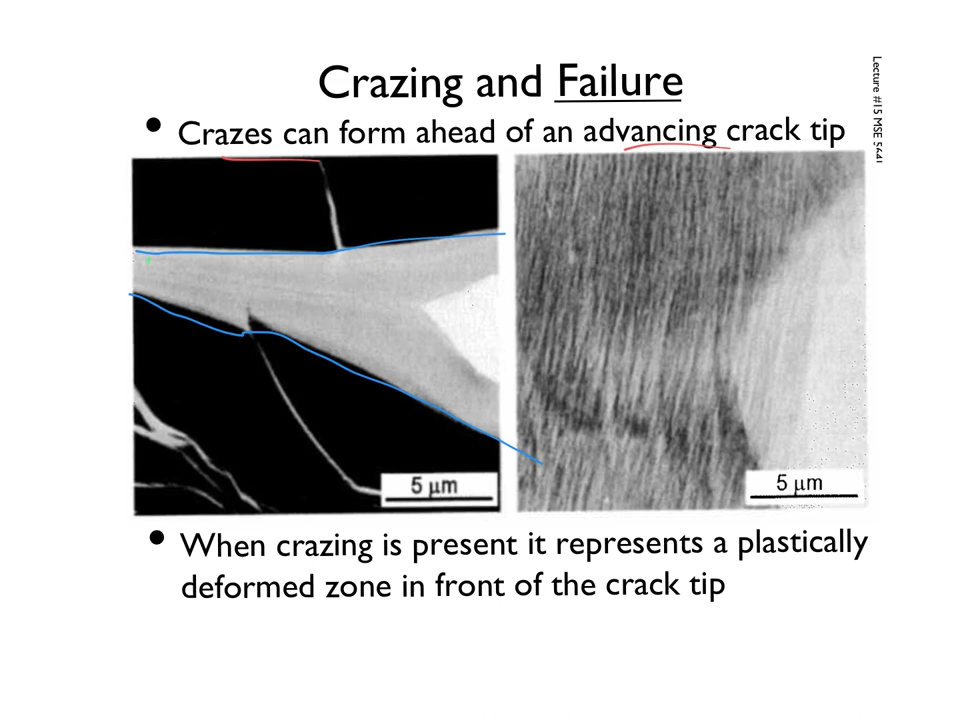 Crazing and Failure
Lecture #15 MSE 5441
• Crazes can form ahead of an advancing crack tip
5 µm
5 µm
• When crazing is present it represents a plastically
deformed zone in front of the crack tip